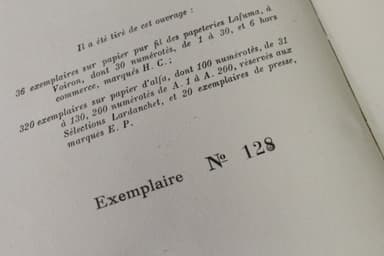 Il a été tiré de cet ouvrage :
36 exemplaires sur papier pur fil des papeteries Lafuma, à
Voiron, dont 30 numérotés, de 1 à 30, et 6 hors
commerce, marqués H. C. ;
320 exemplaires sur papier d'alfa, dont 100 numérotés, de 31
à 130, 200 numérotés de A. 1 à A. 200, réservés aux
Sélections Lardanchet, et 20 exemplaires de presse,
marqués E. P.
Exemplaire N° 128